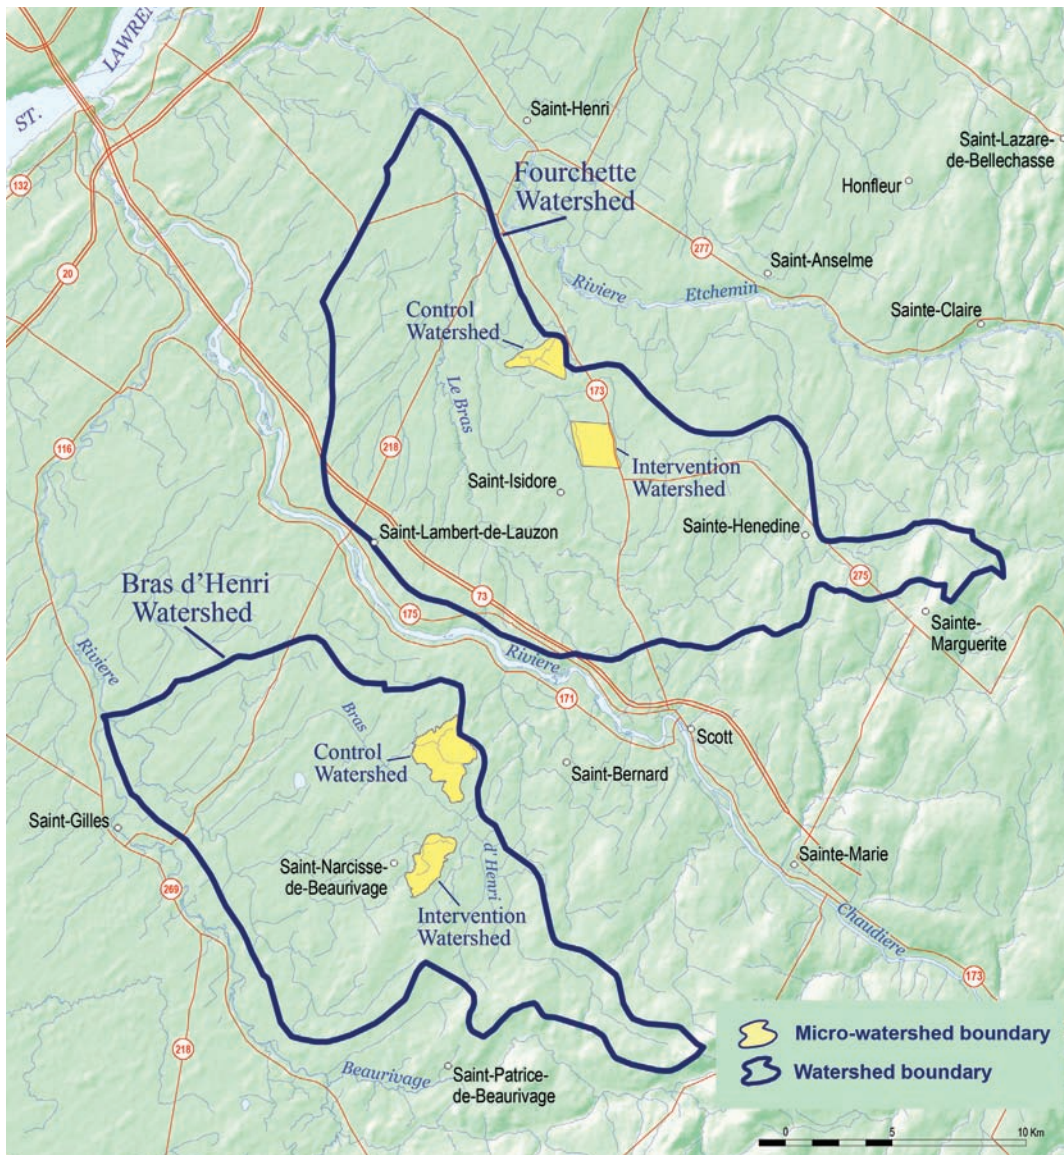 ST.
LAWREN
Saint-Henri
Saint-Lazare-
de-Bellechasse
Fourchette
Watershed
Honfleur
132
277
20
Saint-Anselme
Riviere
Etchemin
Control
Watershed
Sainte-Claire
Le Bras
173
116
218
Intervention
Watershed
Saint-Isidore
Sainte-Henedine
Saint-Lambert-de-Lauzon
Bras d'Henri
Watershed
275
73
175
Sainte-
Marguerite
Riviere
Riviere
171
Bras
Scott
Control
Watershed
Saint-Bernard
Saint-Gilles
d' Henri
Saint-Narcisse-
de-Beaurivage
Sainte-Marie
269
Intervention
Watershed
Chaudiere
173
Micro-watershed boundary
218
Beaurivage
Saint-Patrice-
de-Beaurivage
Watershed boundary
0 5 10 Km